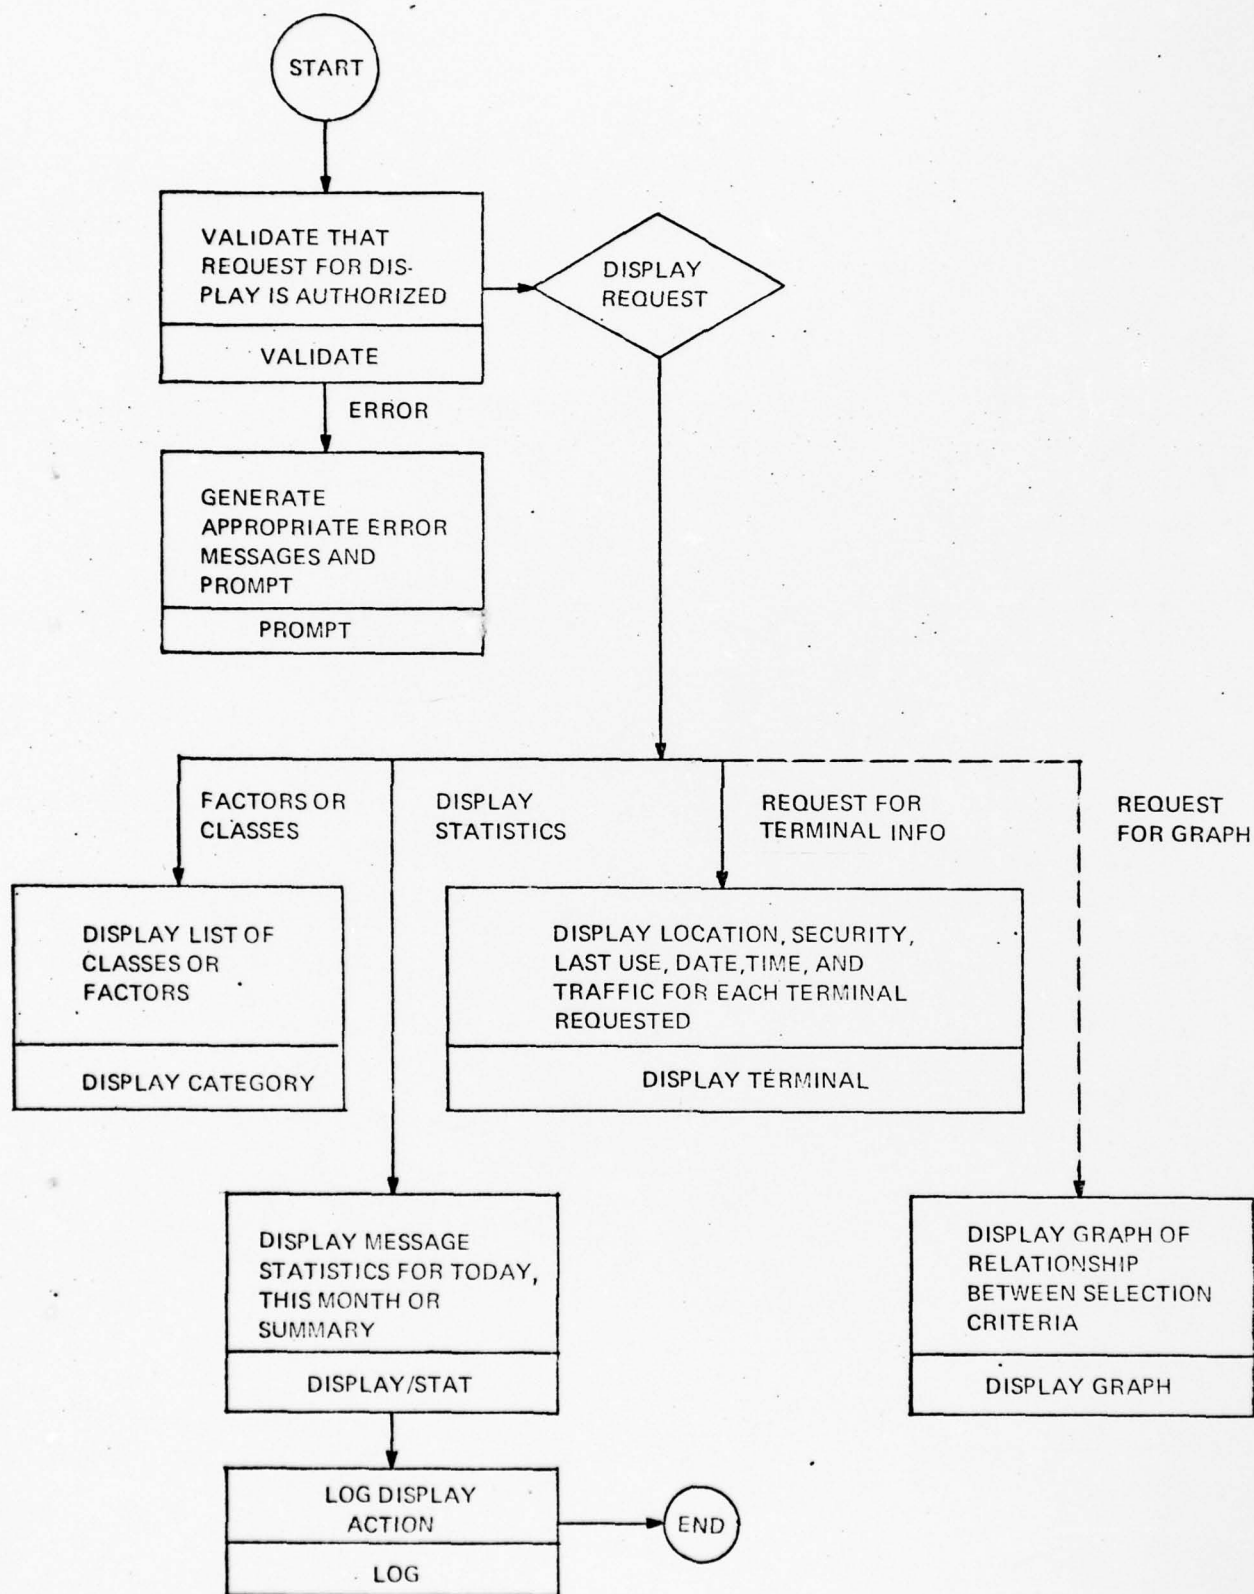 START
VALIDATE THAT
REQUEST FOR DIS-
PLAY IS AUTHORIZED
VALIDATE
DISPLAY
REQUEST
ERROR
GENERATE
APPROPRIATE ERROR
MESSAGES AND
PROMPT
PROMPT
FACTORS OR
CLASSES
DISPLAY
STATISTICS
REQUEST FOR
TERMINAL INFO
REQUEST
FOR GRAPH
DISPLAY LIST OF
CLASSES OR
FACTORS
DISPLAY CATEGORY
DISPLAY LOCATION, SECURITY,
LAST USE, DATE,TIME, AND
TRAFFIC FOR EACH TERMINAL
REQUESTED
DISPLAY TERMINAL
DISPLAY MESSAGE
STATISTICS FOR TODAY,
THIS MONTH OR
SUMMARY
DISPLAY/STAT
DISPLAY GRAPH OF
RELATIONSHIP
BETWEEN SELECTION
CRITERIA
DISPLAY GRAPH
LOG DISPLAY
ACTION
LOG
END